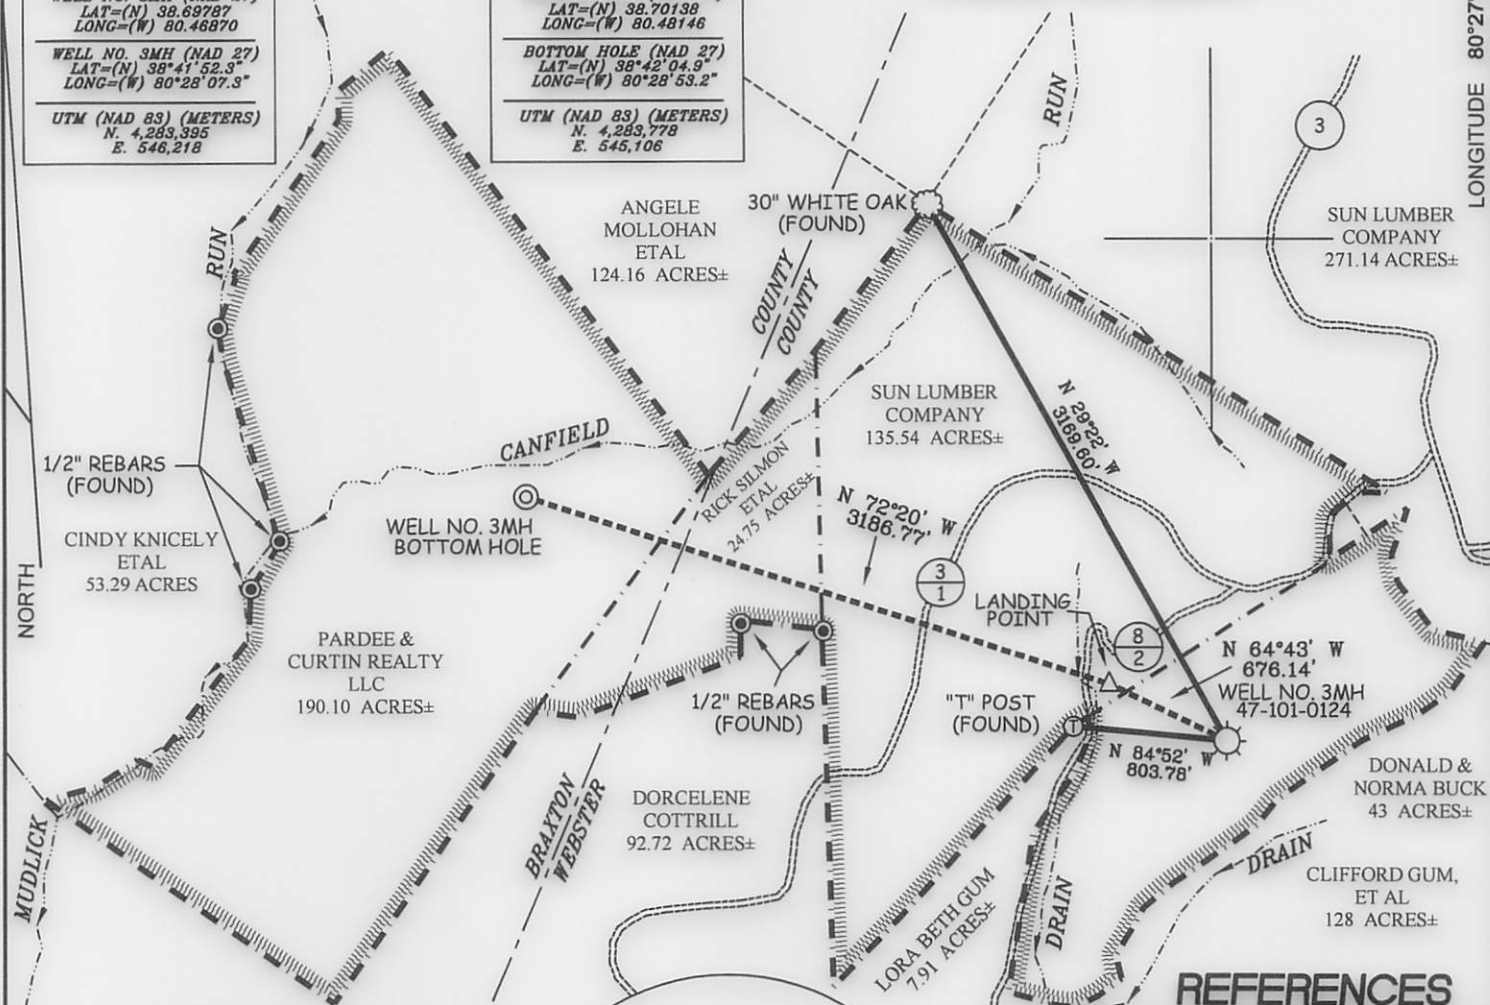 LAT=(N) 38.69787
LONG=(W) 80.46870
WELL NO. 3MH (NAD 27)
LAT=(N) 38°41'52.3"
LONG=(W) 80°28'07.3"
UTM (NAD 83) (METERS)
N. 4,283,395
E. 546,218
LAT=(N) 38.70138
LONG=(W) 80.48146
BOTTOM HOLE (NAD 27)
LAT=(N) 38°42'04.9"
LONG=(W) 80°28'53.2"
UTM (NAD 83) (METERS)
N. 4,283,778
E. 545,106
LONGITUDE 80°27'
RUN
3
SUN LUMBER
COMPANY
271.14 ACRES±
30" WHITE OAK
(FOUND)
ANGELE
MOLLOHAN
ETAL
124.16 ACRES±
RUN
COUNTY
COUNTY
SUN LUMBER
COMPANY
135.54 ACRES±
N 29°22' W
3169.60'
CANFIELD
1/2" REBARS
(FOUND)
RICK SILMON
ETAL
24.75 ACRES±
N 72°20' W
3186.77'
WELL NO. 3MH
BOTTOM HOLE
CINDY KNICELY
ETAL
53.29 ACRES
NORTH
3
1
LANDING
POINT
8
2
N 64°43' W
676.14'
WELL NO. 3MH
47-101-0124
PARDEE &
CURTIN REALTY
LLC
190.10 ACRES±
1/2" REBARS
(FOUND)
"T" POST
(FOUND)
T
N 84°52' W
803.78'
DONALD &
NORMA BUCK
43 ACRES±
DORCELENE
COTTRILL
92.72 ACRES±
BRAXTON
WEBSTER
MUDLICK
DRAIN
CLIFFORD GUM,
ET AL
128 ACRES±
LORA BETH GUM
7.91 ACRES±
DRAIN
REFERENCES